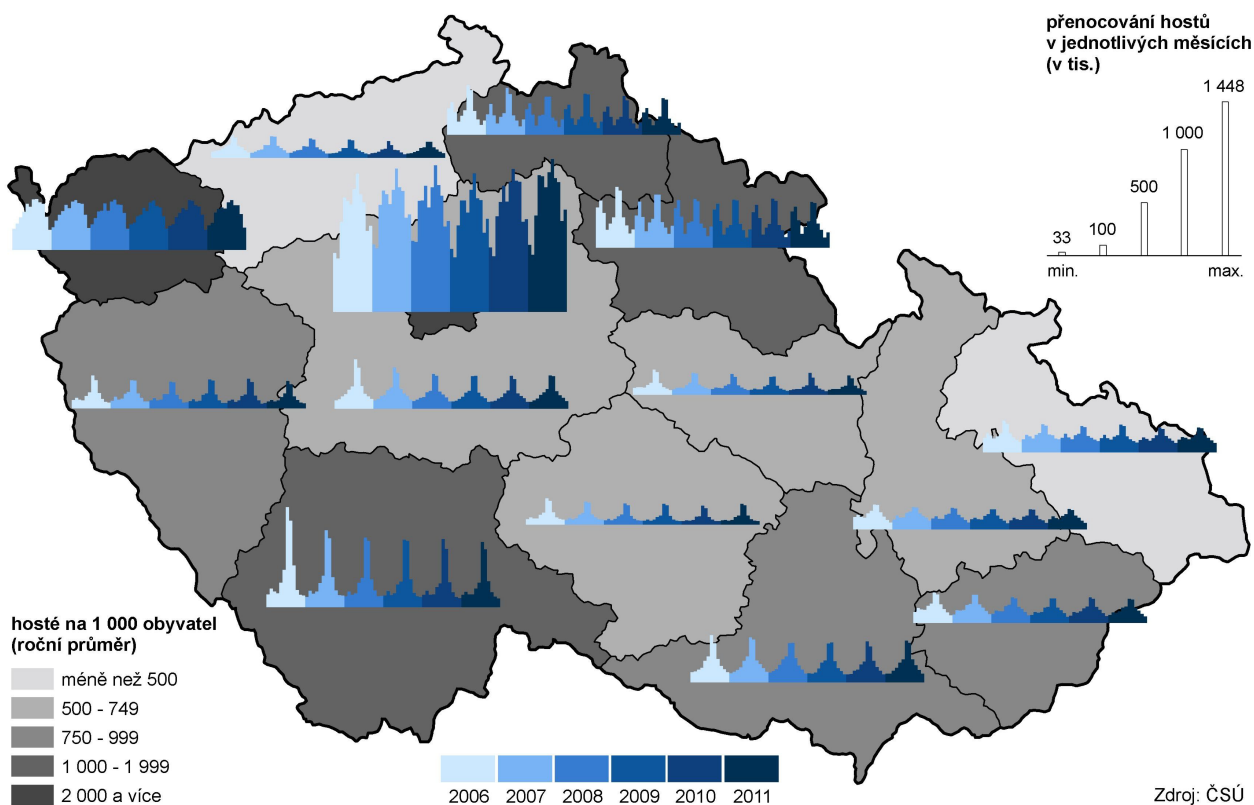 přenocování hostů
v jednotlivých měsících
(v tis.)
1 448
1 000
500
100
33
min.
max.
hosté na 1 000 obyvatel
(roční průměr)
méně než 500
500 - 749
750 - 999
1 000 - 1 999
2 000 a více
2006 2007 2008 2009 2010 2011
Zdroj: ČSÚ